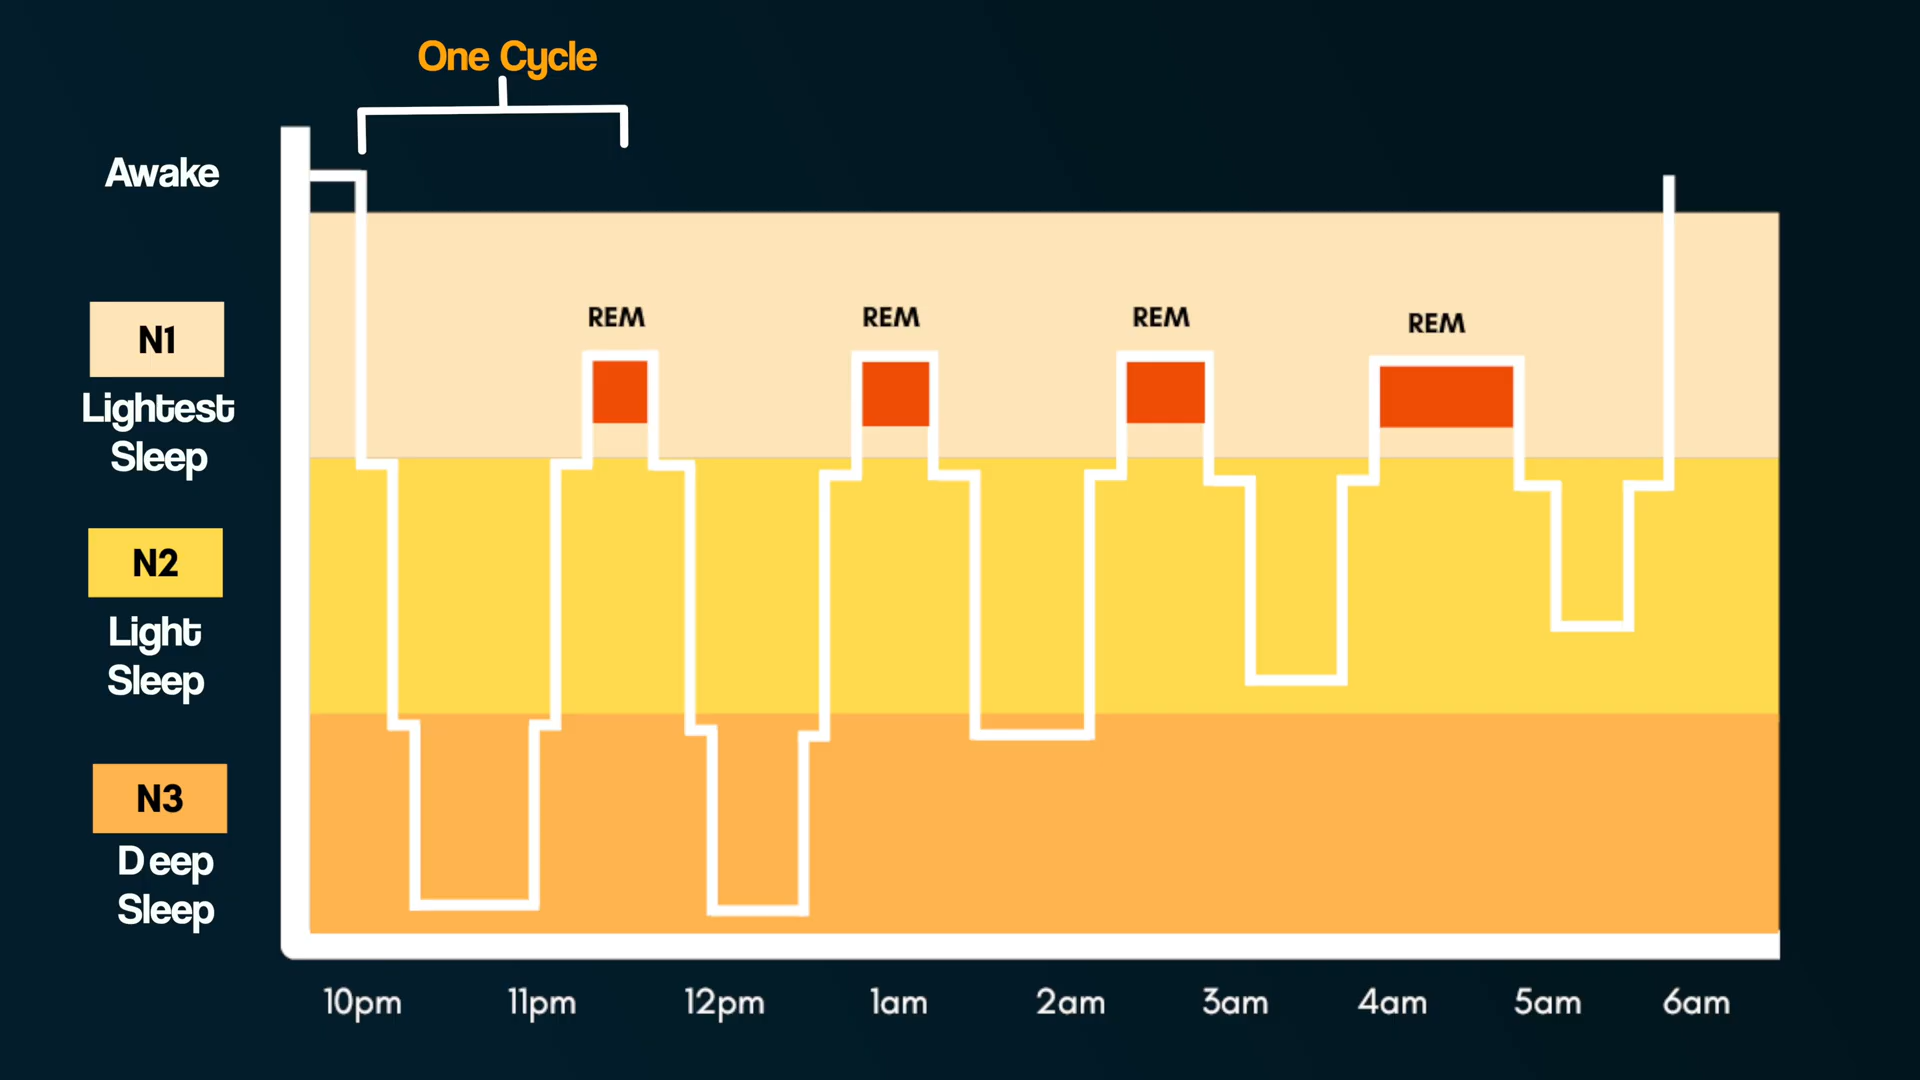 One Cycle
Awake
N1
Lightest
Sleep
REM
REM
REM
REM
N2
Light
Sleep
N3
Deep
Sleep
10pm
11pm
12pm
1am
2am
3am
4am
5am
6am